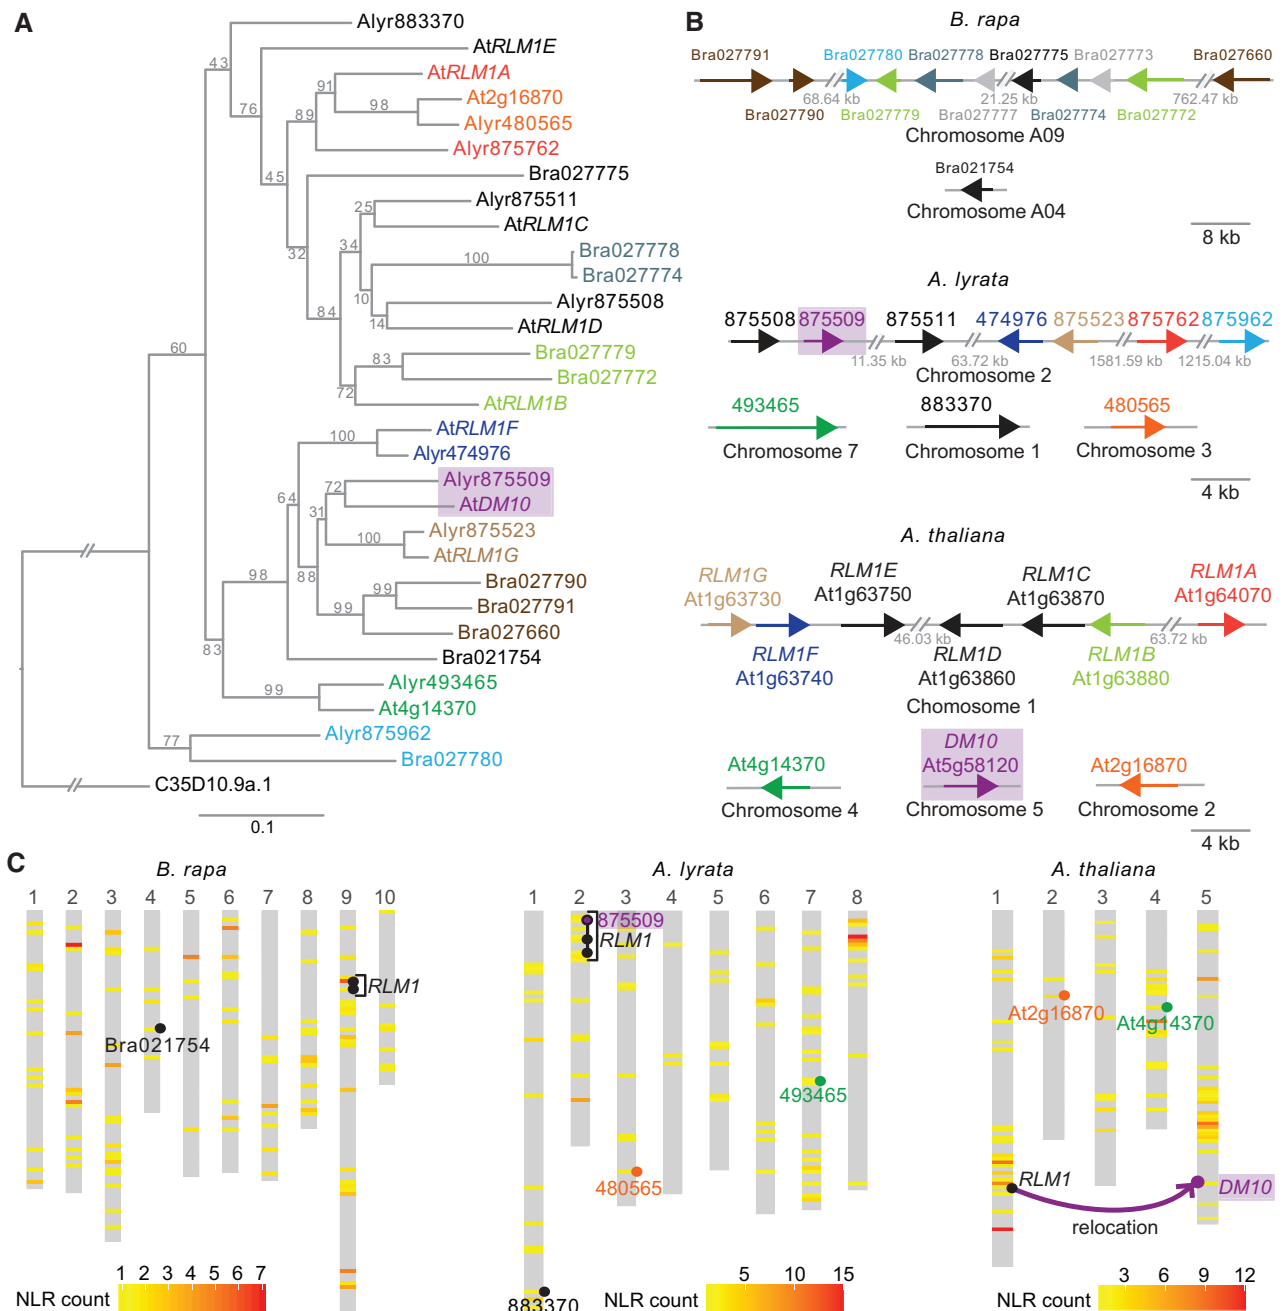 A
Alyr883370
AtRLM1E
AtRLM1A
At2g16870
Alyr480565
Alyr875762
Bra027775
Alyr875511
AtRLM1C
Bra027778
Bra027774
Alyr875508
AtRLM1D
Bra027779
Bra027772
AtRLM1B
AtRLM1F
Alyr474976
Alyr875509
AtDM10
Alyr875523
AtRLM1G
Bra027790
Bra027791
Bra027660
Bra021754
Alyr493465
At4g14370
Alyr875962
Bra027780
C35D10.9a.1
43
76
91
98
89
45
25
34
32
100
10
14
84
83
72
60
100
72
64
31
100
88
98
99
99
83
99
77
0.1
B
B. rapa
Bra027791 Bra027780 Bra027778 Bra027775 Bra027773 Bra027660
68.64 kb 21.25 kb 762.47 kb
Bra027790 Bra027779 Bra027777 Bra027774 Bra027772
Chromosome A09
Bra021754
Chromosome A04
8 kb
A. lyrata
875508 875509 875511 474976 875523 875762 875962
11.35 kb 63.72 kb 1581.59 kb 1215.04 kb
Chromosome 2
493465 883370 480565
Chromosome 7 Chromosome 1 Chromosome 3
4 kb
A. thaliana
RLM1G RLM1E RLM1C RLM1A
At1g63730 At1g63750 At1g63870 At1g64070
46.03 kb 63.72 kb
RLM1F RLM1D RLM1B
At1g63740 At1g63860 At1g63880
Chromosome 1
DM10
At4g14370 At5g58120 At2g16870
Chromosome 4 Chromosome 5 Chromosome 2
4 kb
C
B. rapa
1 2 3 4 5 6 7 8 9 10
RLM1
Bra021754
NLR count
1 2 3 4 5 6 7
A. lyrata
1 2 3 4 5 6 7 8
875509
RLM1
493465
480565
883370
NLR count
5 10 15
A. thaliana
1 2 3 4 5
At2g16870
At4g14370
RLM1
DM10
relocation
NLR count
3 6 9 12